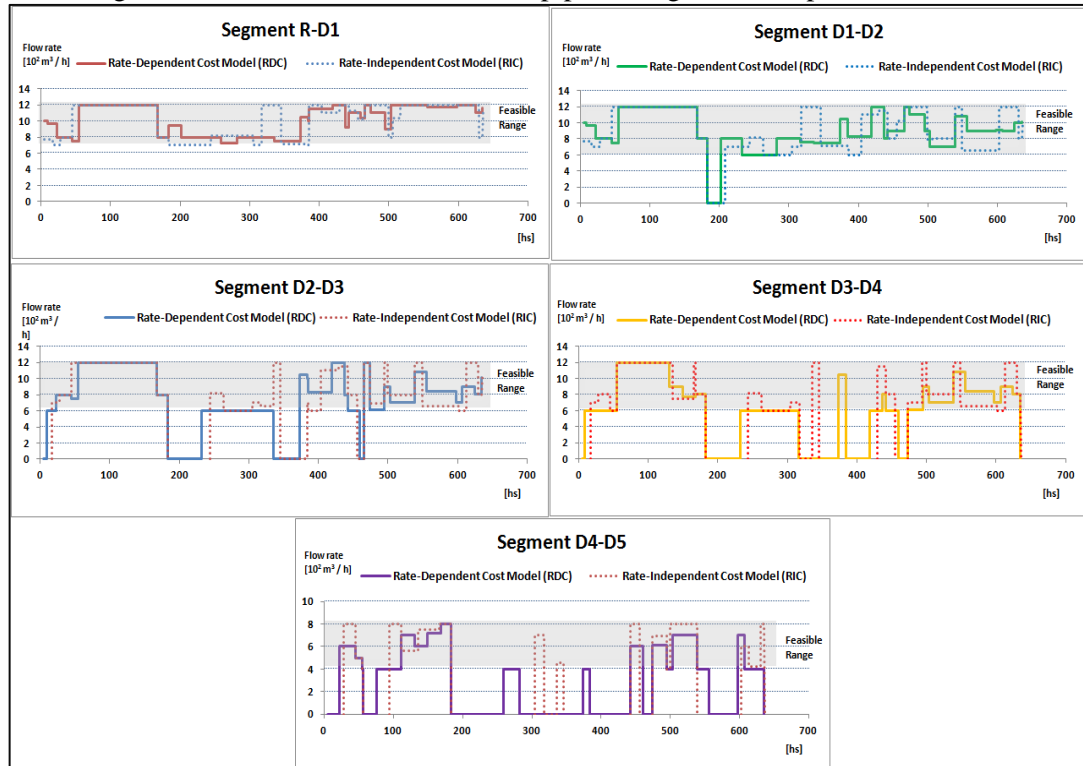 Segment R-D1
Flow rate
[10² m³ / h]
Rate-Dependent Cost Model (RDC)
Rate-Independent Cost Model (RIC)
14
12
10
8
6
4
2
0
Feasible
Range
0 100 200 300 400 500 600 700
[hs]
Segment D1-D2
Flow rate
[10² m³ / h]
Rate-Dependent Cost Model (RDC)
Rate-Independent Cost Model (RIC)
14
12
10
8
6
4
2
0
Feasible
Range
0 100 200 300 400 500 600 700
[hs]
Segment D2-D3
Flow rate
[10² m³ /
h]
Rate-Dependent Cost Model (RDC)
Rate-Independent Cost Model (RIC)
14
12
10
8
6
4
2
0
Feasible
Range
0 100 200 300 400 500 600 700
[hs]
Segment D3-D4
Flow rate
[10² m³ / h]
Rate-Dependent Cost Model (RDC)
Rate-Independent Cost Model (RIC)
14
12
10
8
6
4
2
0
Feasible
Range
0 100 200 300 400 500 600 700
[hs]
Segment D4-D5
Flow rate
[10² m³ / h]
Rate-Dependent Cost Model (RDC)
Rate-Independent Cost Model (RIC)
10
8
6
4
2
0
Feasible
Range
0 100 200 300 400 500 600 700
[hs]